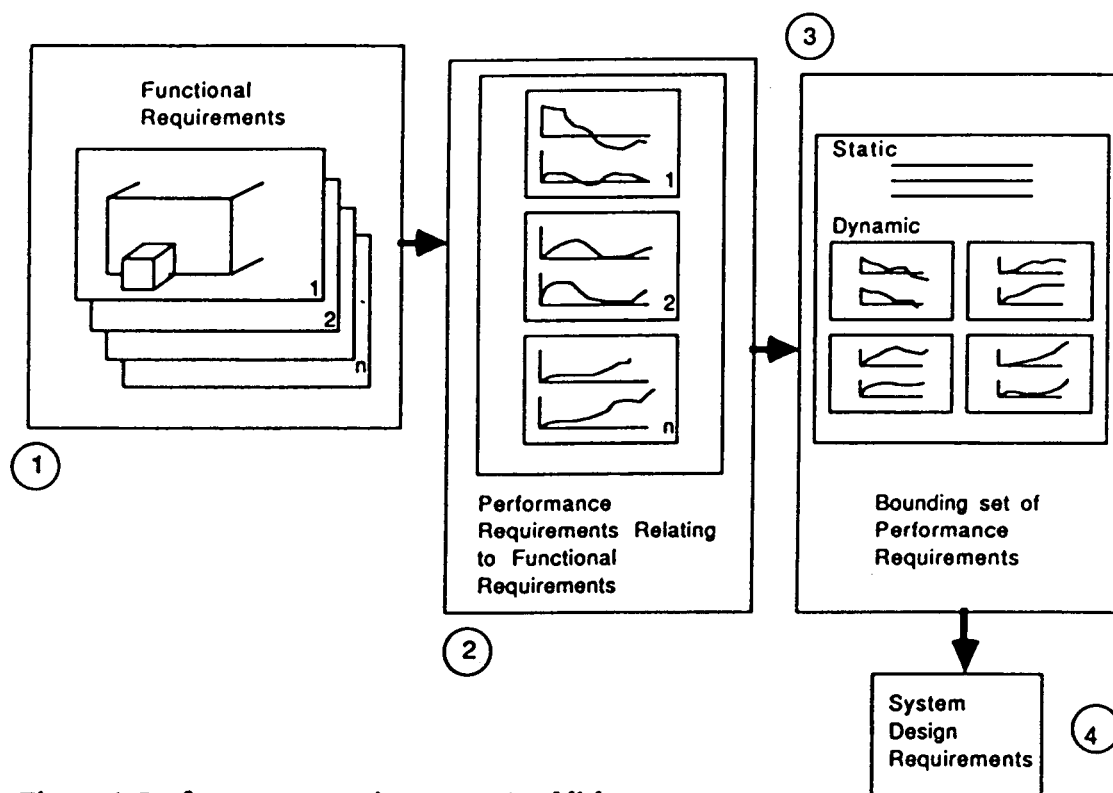 1
Functional
Requirements
1
2
n
1
2
n
Performance
Requirements Relating
to Functional
Requirements
2
3
Static
Dynamic
Bounding set of
Performance
Requirements
System
Design
Requirements
4